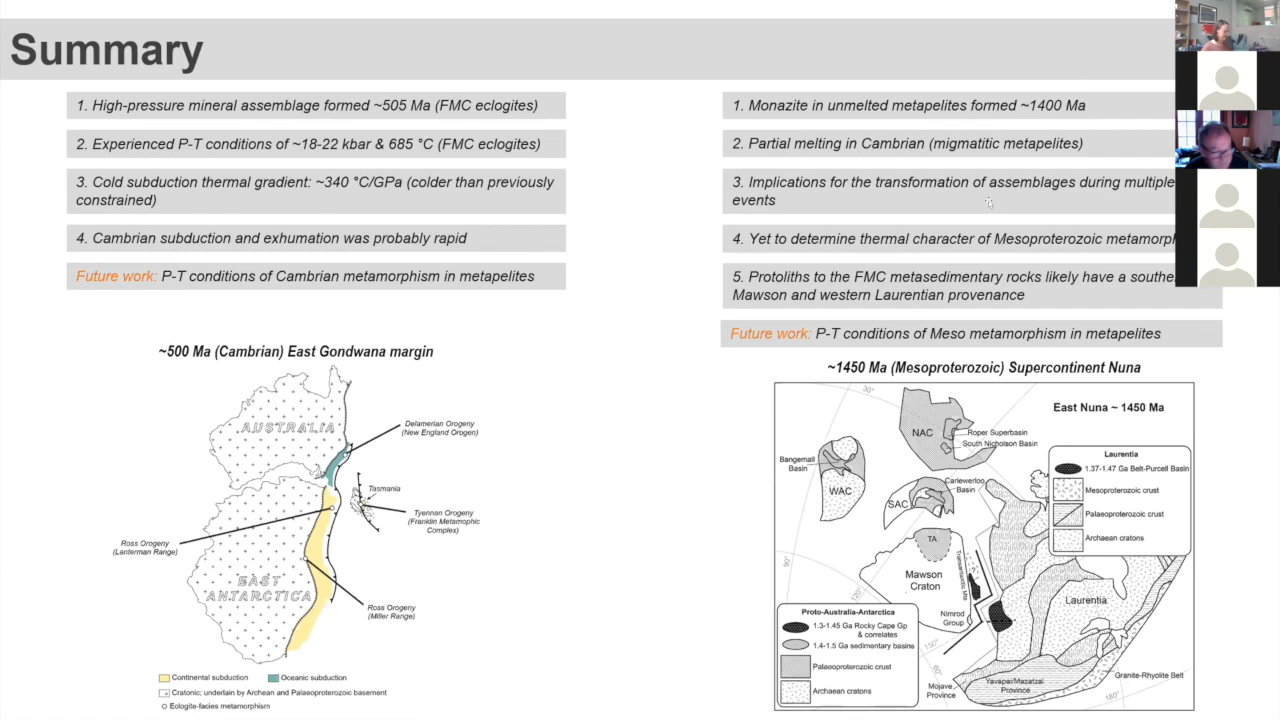 Summary
1. High-pressure mineral assemblage formed ~505 Ma (FMC eclogites)
2. Experienced P-T conditions of ~18-22 kbar & 685 °C (FMC eclogites)
3. Cold subduction thermal gradient: ~340 °C/GPa (colder than previously
constrained)
4. Cambrian subduction and exhumation was probably rapid
Future work: P-T conditions of Cambrian metamorphism in metapelites
~500 Ma (Cambrian) East Gondwana margin
AUSTRALIA
Delamerian Orogeny
(New England Orogen)
Tasmania
Tyennan Orogeny
(Franklin Metamophic
Complex)
Ross Orogeny
(Lanterman Range)
EAST
ANTARCTICA
Ross Orogeny
(Miller Range)
Continental subduction
Oceanic subduction
Cratonic; underlain by Archean and Palaeoproterozoic basement
Eclogite-facies metamorphism
1. Monazite in unmelted metapelites formed ~1400 Ma
2. Partial melting in Cambrian (migmatitic metapelites)
3. Implications for the transformation of assemblages during multiple
events
4. Yet to determine thermal character of Mesoproterozoic metamorp
5. Protoliths to the FMC metasedimentary rocks likely have a southe
Mawson and western Laurentian provenance
Future work: P-T conditions of Meso metamorphism in metapelites
~1450 Ma (Mesoproterozoic) Supercontinent Nuna
30°
East Nuna ~ 1450 Ma
NAC
Roper Superbasin
South Nicholson Basin
Bangemall
Basin
WAC
Cariewerloo
Basin
SAC
Laurentia
1.37-1.47 Ga Belt-Purcell Basin
Mesoproterozoic crust
Palaeoproterozoic crust
Archaean cratons
TA
Transantarctic Mts
Mawson
Craton
90°
120°
Nimrod
Group
Laurentia
Proto-Australia-Antarctica
1.3-1.45 Ga Rocky Cape Gp
& correlates
1.4-1.5 Ga sedimentary basins
Palaeoproterozoic crust
Archaean cratons
150°
60°
Mojave
Province
Yavapai/Mazatzal
Province
Granite-Rhyolite Belt
180°